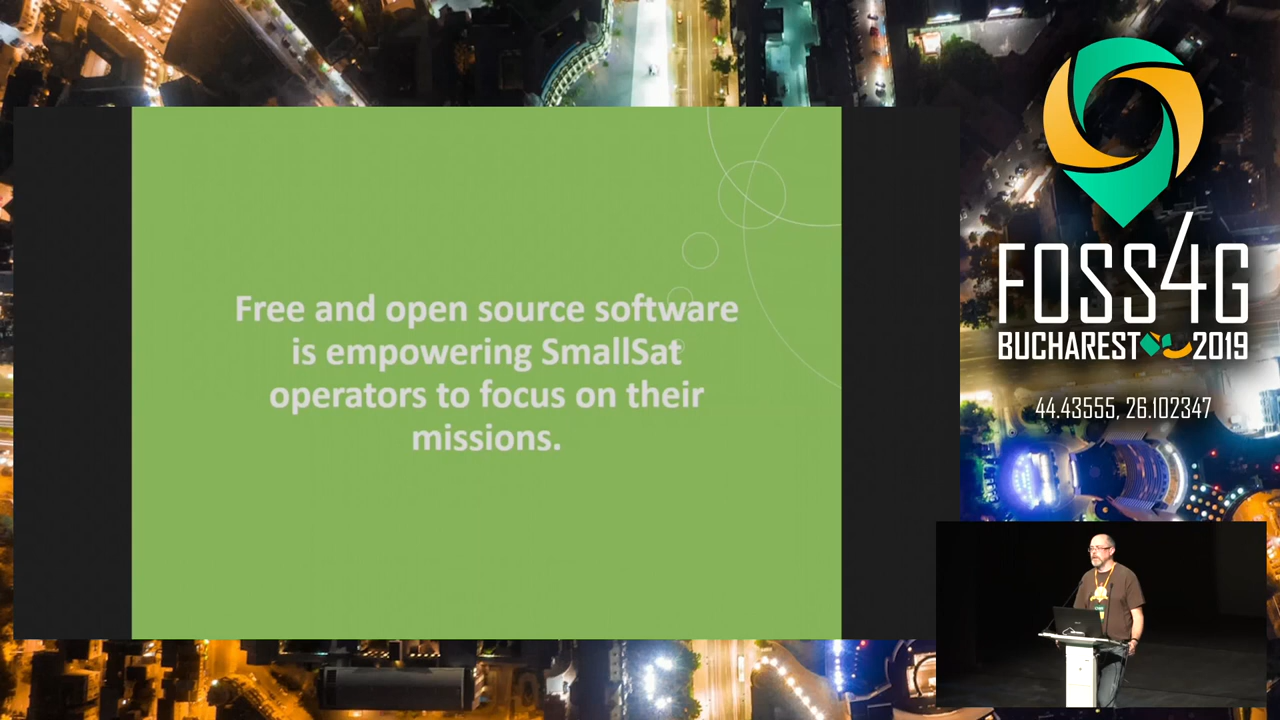 Free and open source software
is empowering SmallSat
operators to focus on their
missions.
FOSS4G
BUCHAREST 2019
44.43555, 26.102347